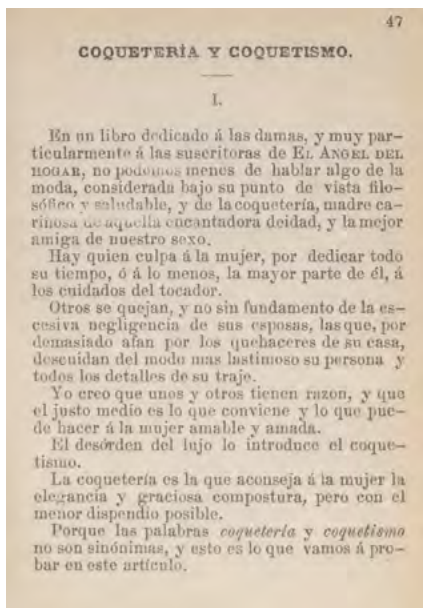 47
COQUETERÍA Y COQUETISMO.
I.
En un libro dedicado á las damas, y muy par-
ticularmente á las suscritoras de EL ANGEL DEL
HOGAR, no podemos menos de hablar algo de la
moda, considerada bajo su punto de vista filo-
sófico y saludable, y de la coquetería, madre ca-
riñosa de aquella encantadora deidad, y la mejor
amiga de nuestro sexo.
Hay quien culpa á la mujer, por dedicar todo
su tiempo, ó á lo menos, la mayor parte de él, á
los cuidados del tocador.
Otros se quejan, y no sin fundamento de la es-
cesiva negligencia de sus esposas, las que, por
demasiado afan por los quehaceres de su casa,
descuidan del modo mas lastimoso su persona y
todos los detalles de su traje.
Yo creo que unos y otros tienen razon, y que
el justo medio es lo que conviene y lo que pue-
de hacer á la mujer amable y amada.
El desórden del lujo lo introduce el coque-
tismo.
La coquetería es la que aconseja á la mujer la
elegancia y graciosa compostura, pero con el
menor dispendio posible.
Porque las palabras coquetería y coquetismo
no son sinónimas, y esto es lo que vamos á pro-
bar en este artículo.